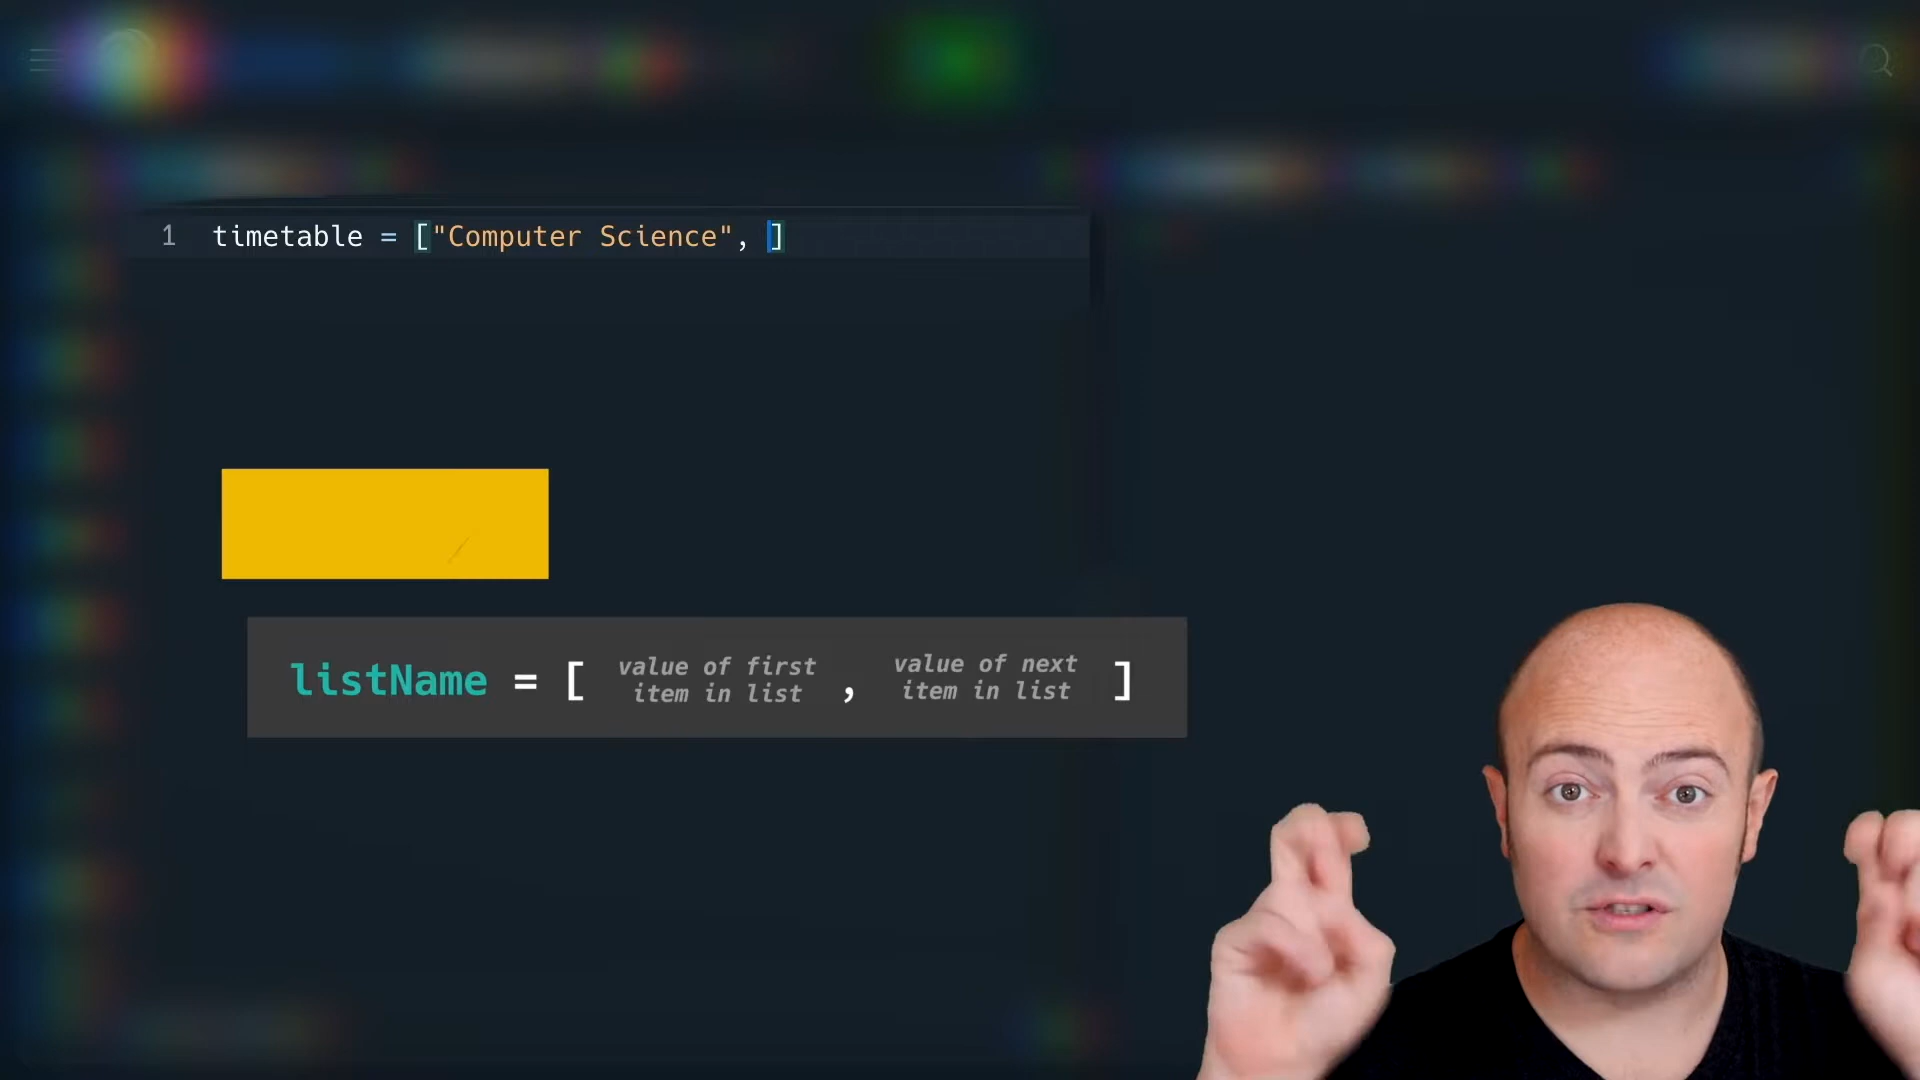 1 timetable = ["Computer Science", ]
listName = [ value of first item in list , value of next item in list ]